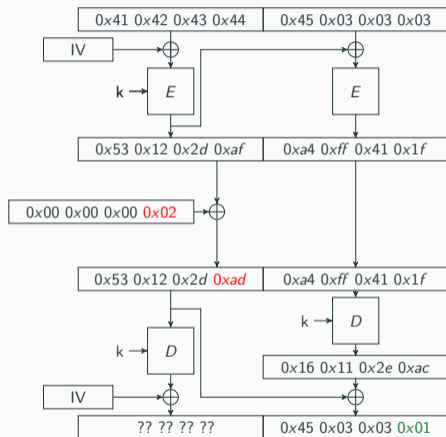 0x41 0x42 0x43 0x44 0x45 0x03 0x03 0x03
IV
k E E
0x53 0x12 0x2d 0xaf 0xa4 0xff 0x41 0x1f
0x00 0x00 0x00 0x02
0x53 0x12 0x2d 0xad 0xa4 0xff 0x41 0x1f
k D
k D
0x16 0x11 0x2e 0xac
IV
?? ?? ?? ?? 0x45 0x03 0x03 0x01